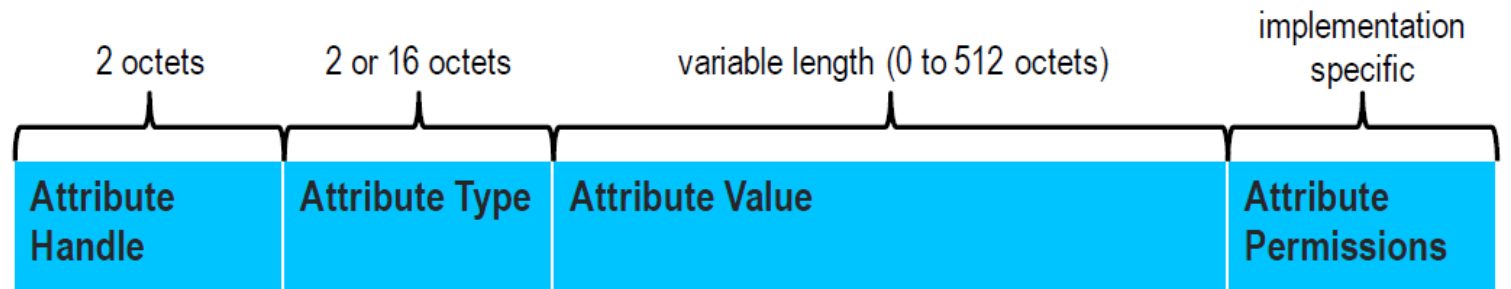 2 octets
2 or 16 octets
variable length (0 to 512 octets)
implementation
specific
Attribute
Handle
Attribute Type
Attribute Value
Attribute
Permissions